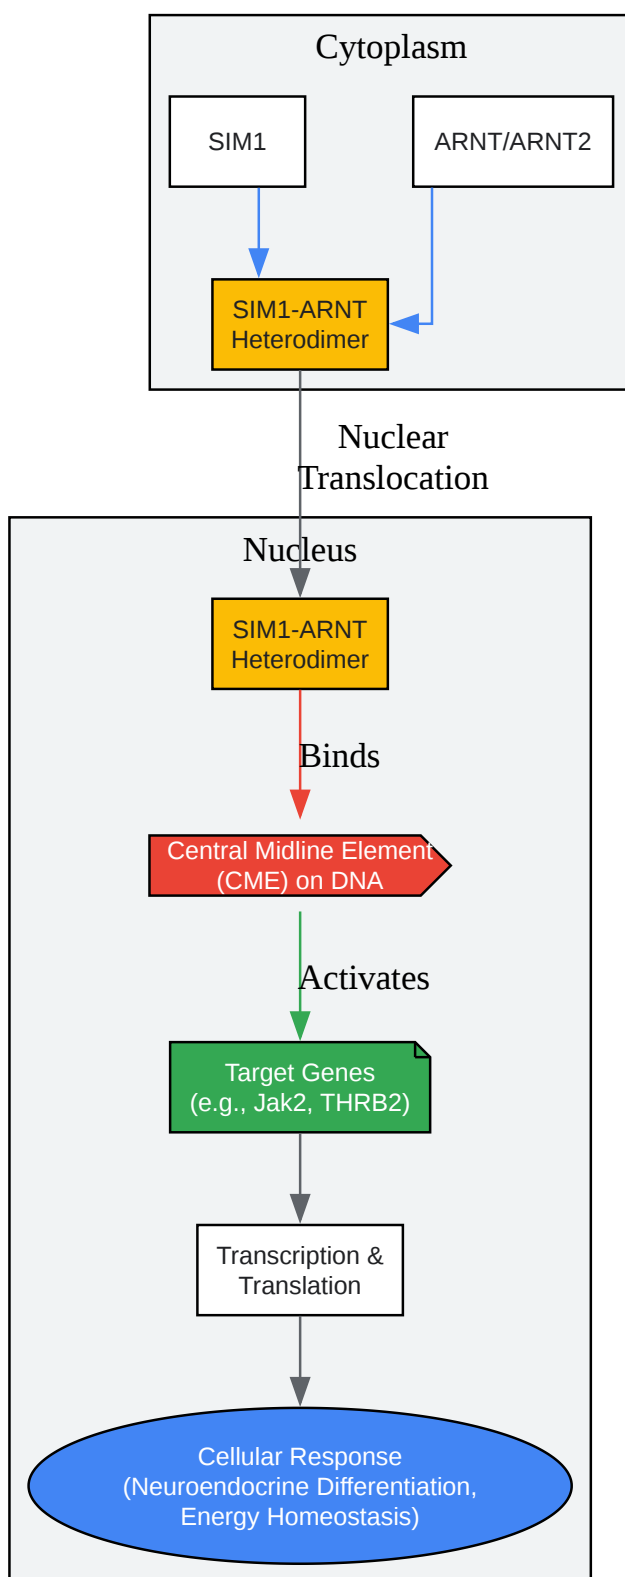 Cytoplasm
SIM1
ARNT/ARNT2
SIM1-ARNT
Heterodimer
Nuclear
Translocation
Nucleus
SIM1-ARNT
Heterodimer
Binds
Central Midline Element
(CME) on DNA
Activates
Target Genes
(e.g., Jak2, THRB2)
Transcription &
Translation
Cellular Response
(Neuroendocrine Differentiation,
Energy Homeostasis)